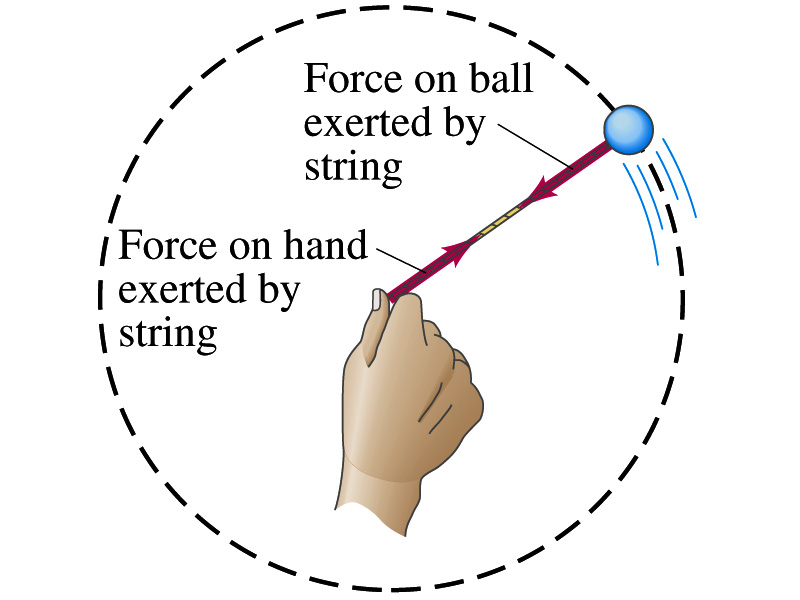 Force on ball
exerted by
string
Force on hand
exerted by
string